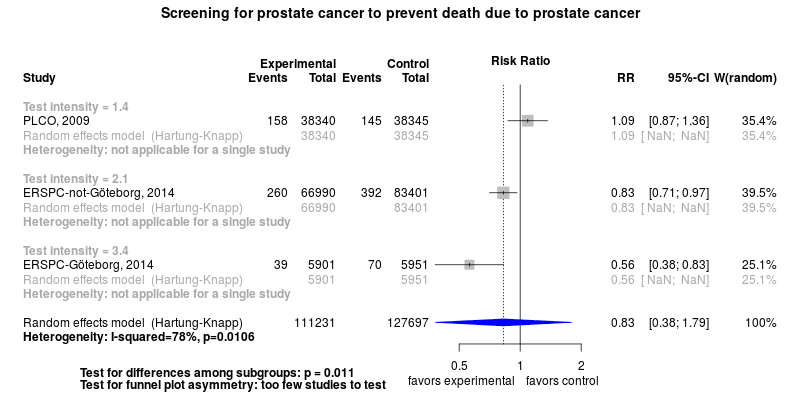 Screening for prostate cancer to prevent death due to prostate cancer
Experimental Control Risk Ratio
Study Events Total Events Total RR 95%-CI W(random)
Test intensity = 1.4
PLCO, 2009 158 38340 145 38345 1.09 [0.87; 1.36] 35.4%
Random effects model (Hartung-Knapp) 38340 38345 1.09 [ NaN; NaN] 35.4%
Heterogeneity: not applicable for a single study
Test intensity = 2.1
ERSPC-not-Göteborg, 2014 260 66990 392 83401 0.83 [0.71; 0.97] 39.5%
Random effects model (Hartung-Knapp) 66990 83401 0.83 [ NaN; NaN] 39.5%
Heterogeneity: not applicable for a single study
Test intensity = 3.4
ERSPC-Göteborg, 2014 39 5901 70 5951 0.56 [0.38; 0.83] 25.1%
Random effects model (Hartung-Knapp) 5901 5951 0.56 [ NaN; NaN] 25.1%
Heterogeneity: not applicable for a single study
Random effects model (Hartung-Knapp) 111231 127697 0.83 [0.38; 1.79] 100%
Heterogeneity: I-squared=78%, p=0.0106
0.5 1 2
Test for differences among subgroups: p = 0.011
favors experimental favors control
Test for funnel plot asymmetry: too few studies to test